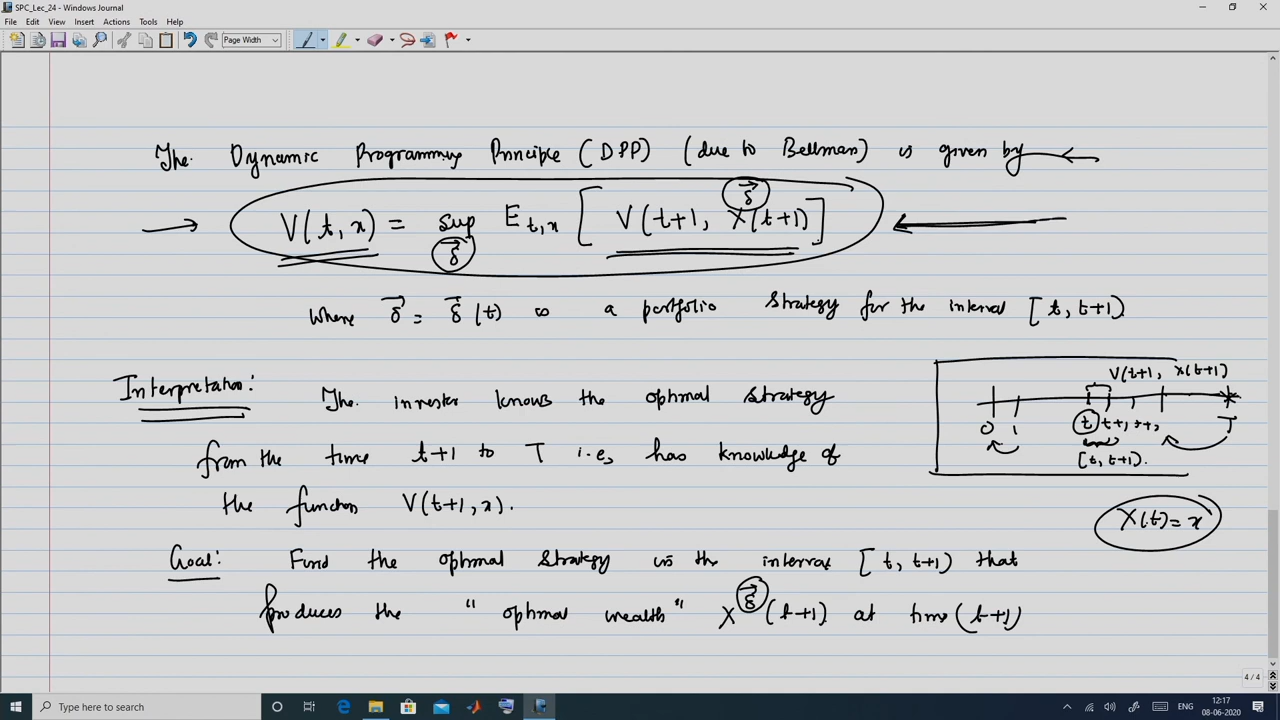 SPC_Lec_24 - Windows Journal
File Edit View Insert Actions Tools Help
Page Width
The Dynamic Programming Principle (DPP) (due to Bellman) is given by
V(t, x) = sup_δ⃗ E_{t,x} [ V(t+1, X^δ⃗(t+1) ]
where δ⃗ = δ⃗(t) is a portfolio strategy for the interval [t, t+1)
Interpretation: The investor knows the optimal strategy
from the time t+1 to T i.e, has knowledge of
the function V(t+1, x).
V(t+1, X(t+1)
0 1 t t+1 T
[t, t+1).
X(t) = x
Goal: Find the optimal strategy in the interval [t, t+1) that
produces the "optimal wealth" X^δ⃗(t+1) at time (t+1)
4 / 4
Type here to search
ENG
12:17
08-06-2020